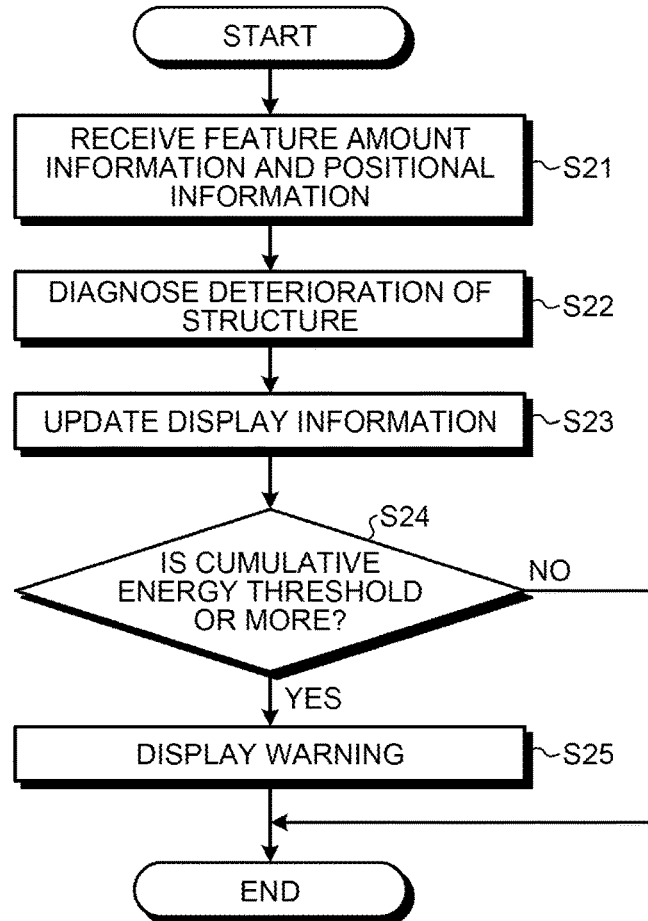 START
RECEIVE FEATURE AMOUNT
INFORMATION AND POSITIONAL
INFORMATION
S21
DIAGNOSE DETERIORATION OF
STRUCTURE
S22
UPDATE DISPLAY INFORMATION
S23
S24
IS CUMULATIVE
ENERGY THRESHOLD
OR MORE?
NO
YES
DISPLAY WARNING
S25
END